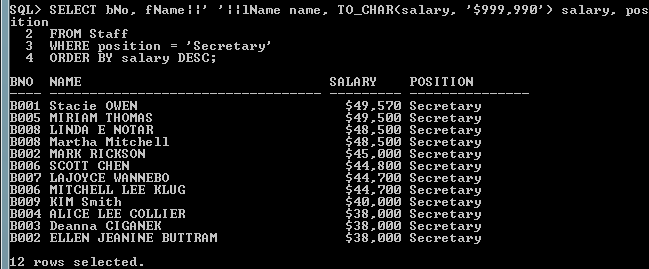 SQL> SELECT bNo, fName||' '||lName name, TO_CHAR(salary, '$999,990') salary, pos
ition
2 FROM Staff
3 WHERE position = 'Secretary'
4 ORDER BY salary DESC;
BNO NAME SALARY POSITION
B001 Stacie OWEN $49,570 Secretary
B005 MIRIAM THOMAS $49,500 Secretary
B008 LINDA E NOTAR $48,500 Secretary
B008 Martha Mitchell $48,500 Secretary
B002 MARK RICKSON $45,000 Secretary
B006 SCOTT CHEN $44,800 Secretary
B007 LAJOYCE WANNEBO $44,700 Secretary
B006 MITCHELL LEE KLUG $44,700 Secretary
B009 KIM Smith $40,000 Secretary
B004 ALICE LEE COLLIER $38,000 Secretary
B003 Deanna CIGANEK $38,000 Secretary
B002 ELLEN JEANINE BUTTRAM $38,000 Secretary
12 rows selected.